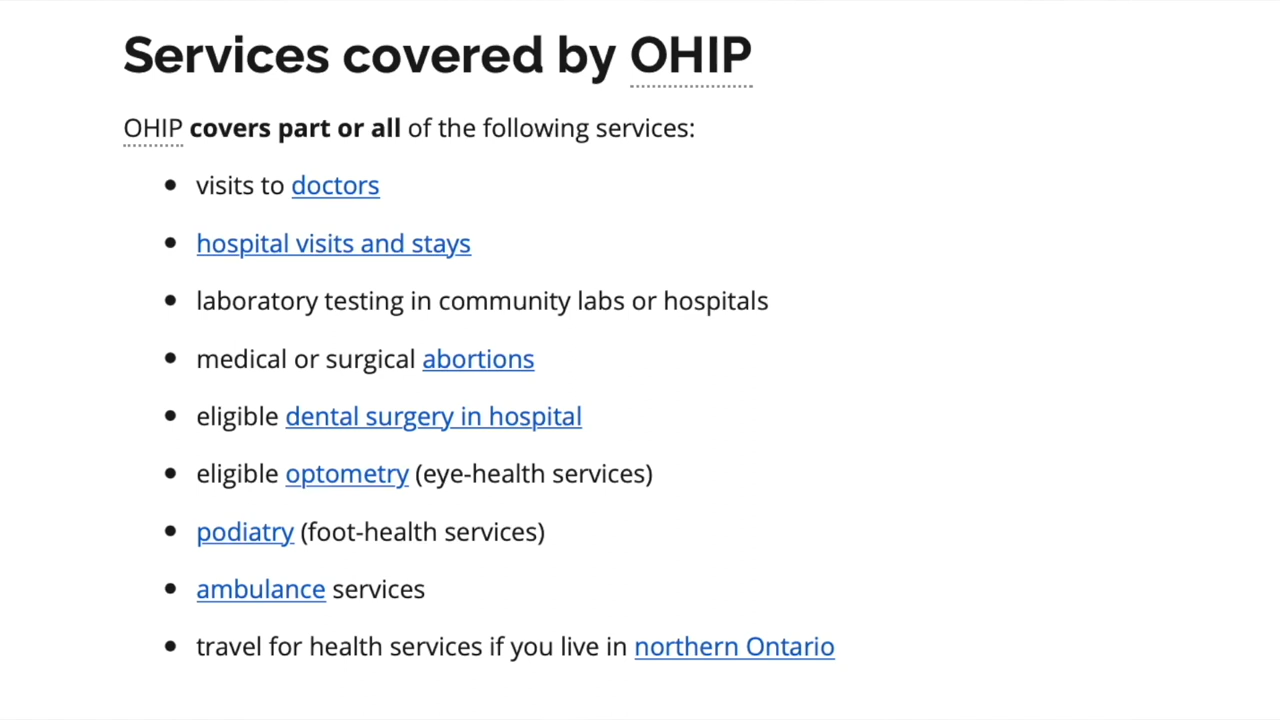 Services covered by OHIP
OHIP covers part or all of the following services:
visits to doctors
hospital visits and stays
laboratory testing in community labs or hospitals
medical or surgical abortions
eligible dental surgery in hospital
eligible optometry (eye-health services)
podiatry (foot-health services)
ambulance services
travel for health services if you live in northern Ontario